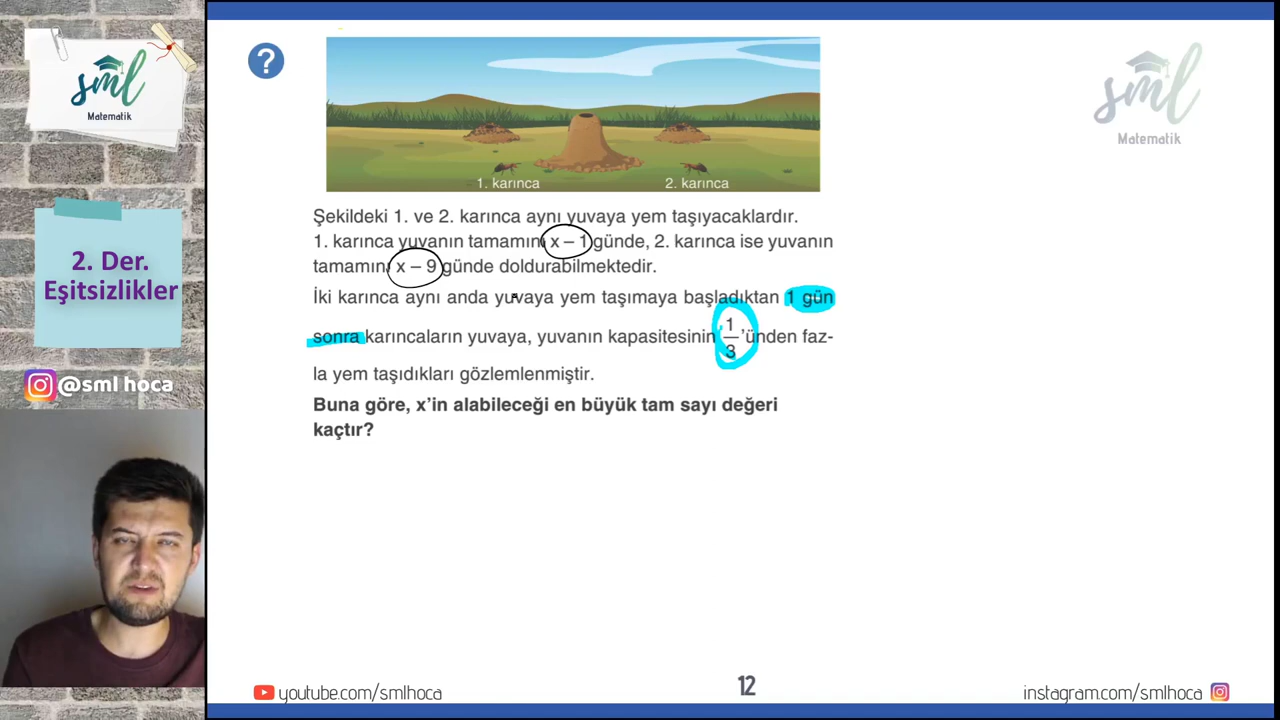 sml
Matematik
2. Der.
Eşitsizlikler
@sml hoca
?
1. karınca
2. karınca
sml
Matematik
Şekildeki 1. ve 2. karınca aynı yuvaya yem taşıyacaklardır.
1. karınca yuvanın tamamını x – 1 günde, 2. karınca ise yuvanın
tamamını x – 9 günde doldurabilmektedir.
İki karınca aynı anda yuvaya yem taşımaya başladıktan 1 gün
sonra karıncaların yuvaya, yuvanın kapasitesinin 1/3 'ünden faz-
la yem taşıdıkları gözlemlenmiştir.
Buna göre, x'in alabileceği en büyük tam sayı değeri
kaçtır?
youtube.com/smlhoca
12
instagram.com/smlhoca